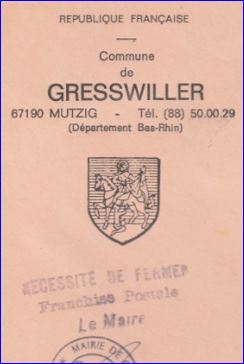 REPUBLIQUE FRANÇAISE
Commune
de
GRESSWILLER
67190 MUTZIG - Tél. (88) 50.00.29
(Département Bas-Rhin)
NECESSITÉ DE FERMER
Franchise Postale
Le Maire
MAIRIE DE